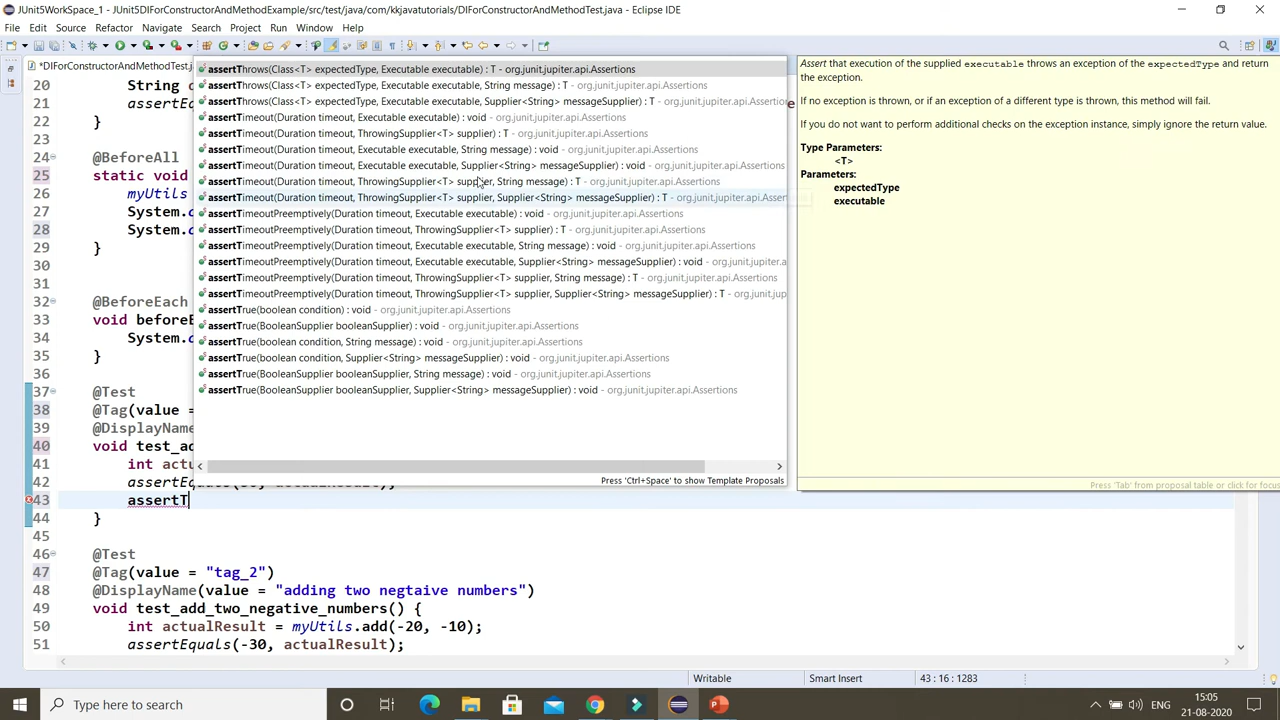 JUnit5WorkSpace_1 - JUnit5DIForConstructorAndMethodExample/src/test/java/com/kkjavatutorials/DIForConstructorAndMethodTest.java - Eclipse IDE
File Edit Source Refactor Navigate Search Project Run Window Help
*DIForConstructorAndMethodTest.j
20 String
21 asser
22 }
23
24 @BeforeAll
25 static void
26 myUtils
27 System.
28 System.
29 }
30
31
32 @BeforeEach
33 void before
34 System.
35 }
36
37 @Test
38 @Tag(value =
39 @DisplayName
40 void test_a
41 int actu
42
43 assertT
44 }
45
46 @Test
47 @Tag(value = "tag_2")
48 @DisplayName(value = "adding two negtaive numbers")
49 void test_add_two_negative_numbers() {
50 int actualResult = myUtils.add(-20, -10);
51 assertEquals(-30, actualResult);
assertThrows(Class<T> expectedType, Executable executable) : T - org.junit.jupiter.api.Assertions
assertThrows(Class<T> expectedType, Executable executable, String message) : T - org.junit.jupiter.api.Assertions
assertThrows(Class<T> expectedType, Executable executable, Supplier<String> messageSupplier) : T - org.junit.jupiter.api.Assertions
assertTimeout(Duration timeout, Executable executable) : void - org.junit.jupiter.api.Assertions
assertTimeout(Duration timeout, ThrowingSupplier<T> supplier) : T - org.junit.jupiter.api.Assertions
assertTimeout(Duration timeout, Executable executable, String message) : void - org.junit.jupiter.api.Assertions
assertTimeout(Duration timeout, Executable executable, Supplier<String> messageSupplier) : void - org.junit.jupiter.api.Assertions
assertTimeout(Duration timeout, ThrowingSupplier<T> supplier, String message) : T - org.junit.jupiter.api.Assertions
assertTimeout(Duration timeout, ThrowingSupplier<T> supplier, Supplier<String> messageSupplier) : T - org.junit.jupiter.api.Asserti
assertTimeoutPreemptively(Duration timeout, Executable executable) : void - org.junit.jupiter.api.Assertions
assertTimeoutPreemptively(Duration timeout, ThrowingSupplier<T> supplier) : T - org.junit.jupiter.api.Assertions
assertTimeoutPreemptively(Duration timeout, Executable executable, String message) : void - org.junit.jupiter.api.Assertions
assertTimeoutPreemptively(Duration timeout, Executable executable, Supplier<String> messageSupplier) : void - org.junit.jupiter.a
assertTimeoutPreemptively(Duration timeout, ThrowingSupplier<T> supplier, String message) : T - org.junit.jupiter.api.Assertions
assertTimeoutPreemptively(Duration timeout, ThrowingSupplier<T> supplier, Supplier<String> messageSupplier) : T - org.junit.jup
assertTrue(boolean condition) : void - org.junit.jupiter.api.Assertions
assertTrue(BooleanSupplier booleanSupplier) : void - org.junit.jupiter.api.Assertions
assertTrue(boolean condition, String message) : void - org.junit.jupiter.api.Assertions
assertTrue(boolean condition, Supplier<String> messageSupplier) : void - org.junit.jupiter.api.Assertions
assertTrue(BooleanSupplier booleanSupplier, String message) : void - org.junit.jupiter.api.Assertions
assertTrue(BooleanSupplier booleanSupplier, Supplier<String> messageSupplier) : void - org.junit.jupiter.api.Assertions
Press 'Ctrl+Space' to show Template Proposals
Assert that execution of the supplied executable throws an exception of the expectedType and return
the exception.
If no exception is thrown, or if an exception of a different type is thrown, this method will fail.
If you do not want to perform additional checks on the exception instance, simply ignore the return value.
Type Parameters:
<T>
Parameters:
expectedType
executable
Press 'Tab' from proposal table or click for focus
Writable Smart Insert 43 : 16 : 1283
Type here to search
ENG
15:05
21-08-2020